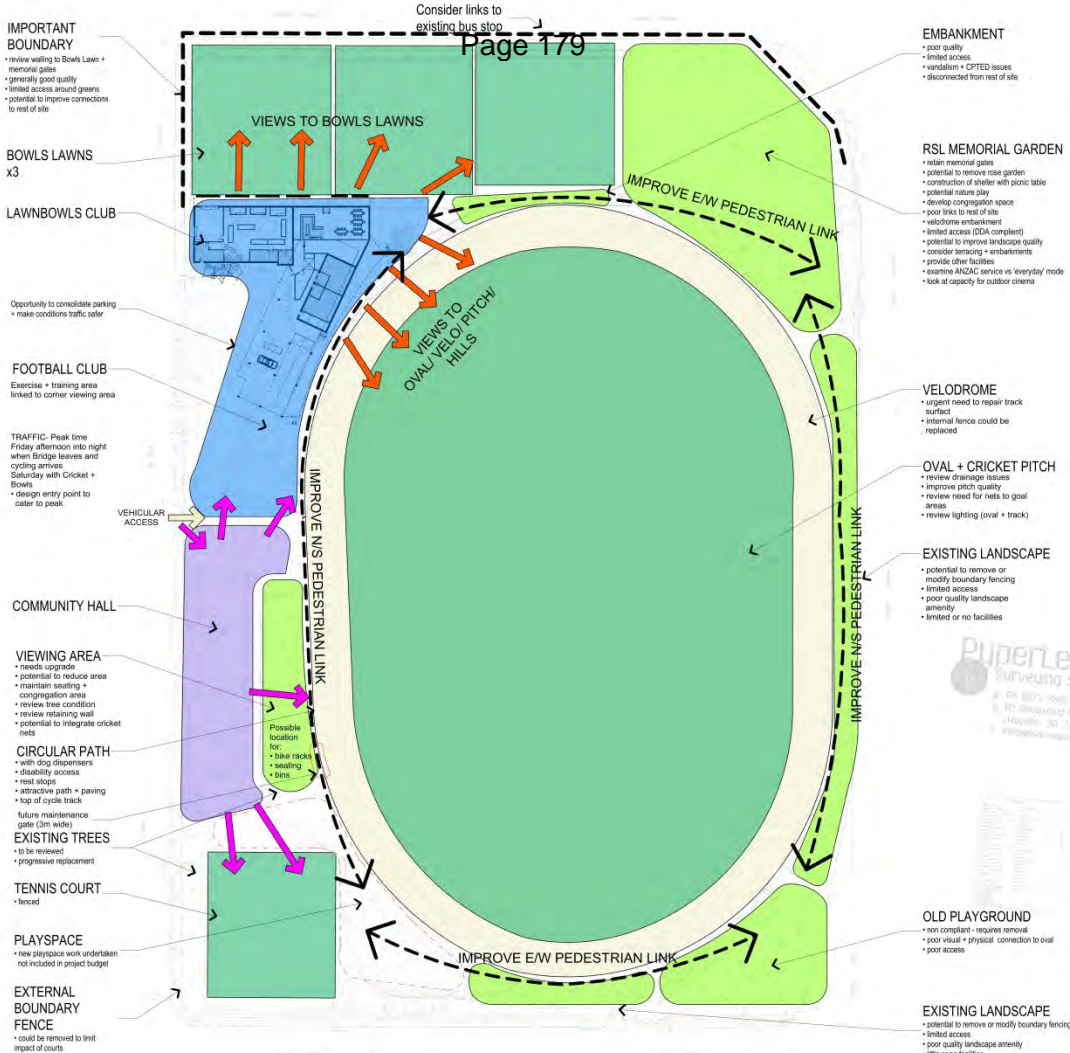 Consider links to
existing bus stop
Page 179
IMPORTANT
BOUNDARY
• review walling to Bowls Lawn +
memorial gates
• generally good quality
• limited access around greens
• potential to improve connections
to rest of site
BOWLS LAWNS
x3
LAWNBOWLS CLUB
Opportunity to consolidate parking
+ make conditions traffic safer
FOOTBALL CLUB
Exercise + training area
linked to corner viewing area
TRAFFIC- Peak time
Friday afternoon into night
when Bridge leaves and
cycling arrives
Saturday with Cricket +
Bowls
• design entry point to
cater to peak
VEHICULAR
ACCESS
COMMUNITY HALL
VIEWING AREA
• needs upgrade
• potential to reduce area
• maintain seating +
congregation area
• review tree condition
• review retaining wall
• potential to integrate cricket
nets
CIRCULAR PATH
• with dog dispensers
• disability access
• rest stops
• attractive path + paving
• top of cycle track
future maintenance
gate (3m wide)
EXISTING TREES
• to be reviewed
• progressive replacement
TENNIS COURT
• fenced
PLAYSPACE
• new playspace work undertaken
not included in project budget
EXTERNAL
BOUNDARY
FENCE
• could be removed to limit
impact of courts
VIEWS TO BOWLS LAWNS
IMPROVE E/W PEDESTRIAN LINK
VIEWS TO
OVAL/ VELO/ PITCH/
HILLS
IMPROVE N/S PEDESTRIAN LINK
Possible
location
for:
• bike racks
• seating
• bins
IMPROVE N/S PEDESTRIAN LINK
IMPROVE E/W PEDESTRIAN LINK
EMBANKMENT
• poor quality
• limited access
• vandalism + CPTED issues
• disconnected from rest of site
RSL MEMORIAL GARDEN
• retain memorial gates
• potential to remove rose garden
• construction of shelter with picnic table
• potential nature play
• develop congregation space
• poor links to rest of site
• velodrome embankment
• limited access (DDA complient)
• potential to improve landscape quality
• consider terracing + embarkments
• provide other facilities
• examine ANZAC service vs 'everyday' mode
• look at capacity for outdoor cinema
VELODROME
• urgent need to repair track
surfact
• internal fence could be
replaced
OVAL + CRICKET PITCH
• review drainage issues
• improve pitch quality
• review need for nets to goal
areas
• review lighting (oval + track)
EXISTING LANDSCAPE
• potential to remove or
modify boundary fencing
• limited access
• poor quality landscape
amenity
• limited or no facilities
OLD PLAYGROUND
• non compliant - requires removal
• poor visual + physical connection to oval
• poor access
EXISTING LANDSCAPE
• potential to remove or modify boundary fencing
• limited access
• poor quality landscape amenity